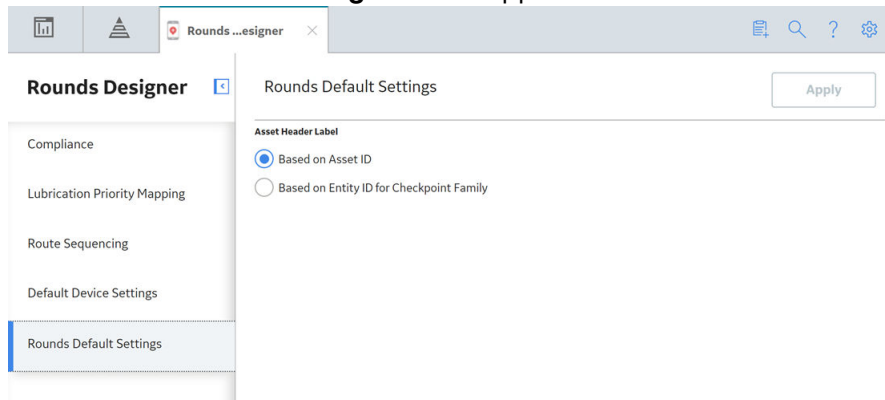 Rounds ...esigner
Rounds Designer
Rounds Default Settings
Apply
Compliance
Lubrication Priority Mapping
Route Sequencing
Default Device Settings
Rounds Default Settings
Asset Header Label
Based on Asset ID
Based on Entity ID for Checkpoint Family